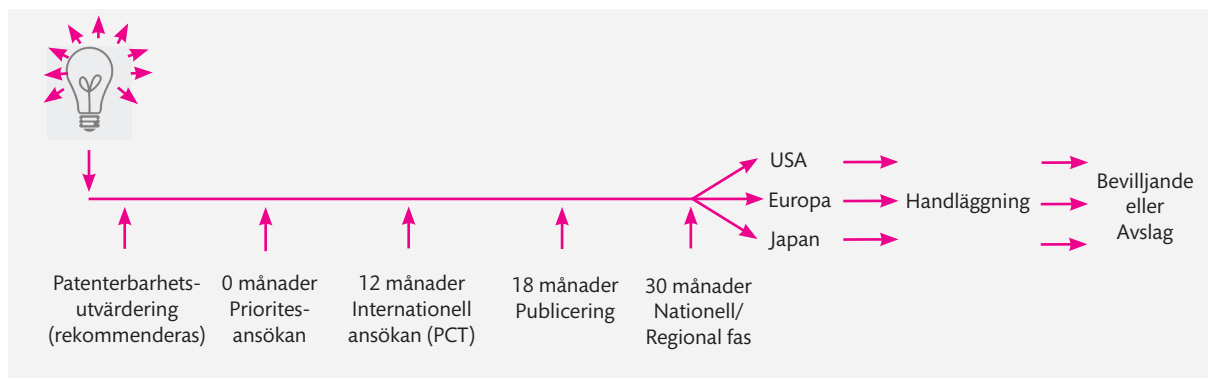 USA
Europa
Japan
Handläggning
Bevilljande
eller
Avslag
Patenterbarhets-
utvärdering
(rekommenderas)
0 månader
Priorites-
ansökan
12 månader
Internationell
ansökan (PCT)
18 månader
Publicering
30 månader
Nationell/
Regional fas